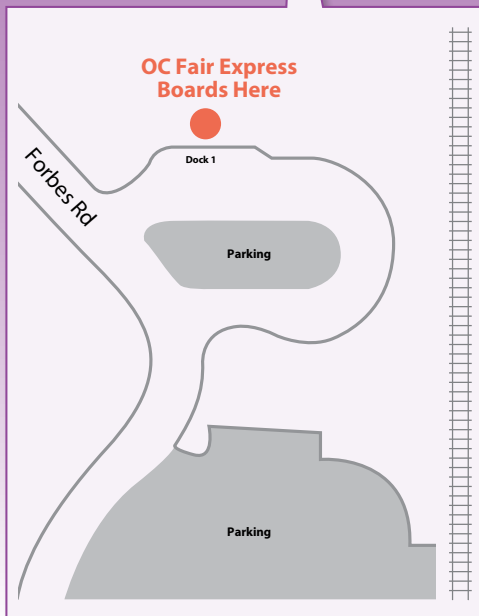 OC Fair Express
Boards Here
Dock 1
Forbes Rd
Parking
Parking